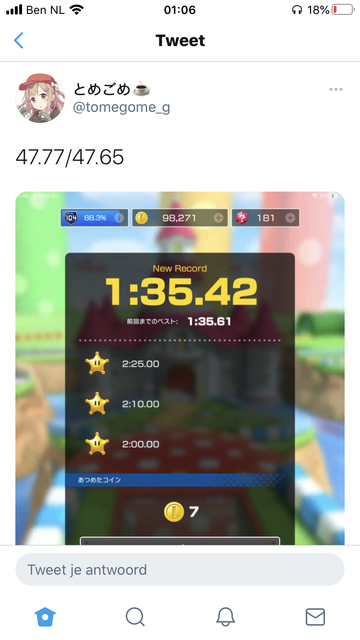 Ben NL 01:06 18%
Tweet
とめごめ☕
@tomegome_g
47.77/47.65
104 88.3% 98,271 181
New Record
1:35.42
前回までのベスト: 1:35.61
2:25.00
2:10.00
2:00.00
あつめたコイン
7
Tweet je antwoord